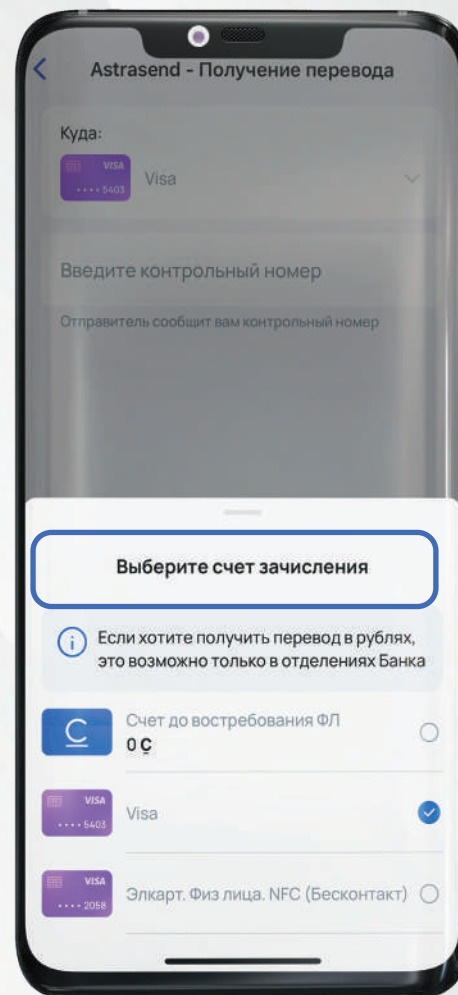 Astrasend - Получение перевода
Куда:
VISA
•••• 5403
Visa
Введите контрольный номер
Отправитель сообщит вам контрольный номер
Выберите счет зачисления
Если хотите получить перевод в рублях,
это возможно только в отделениях Банка
С
Счет до востребования ФЛ
0 С
VISA
•••• 5403
Visa
VISA
•••• 2058
Элкарт. Физ лица. NFC (Бесконтакт)